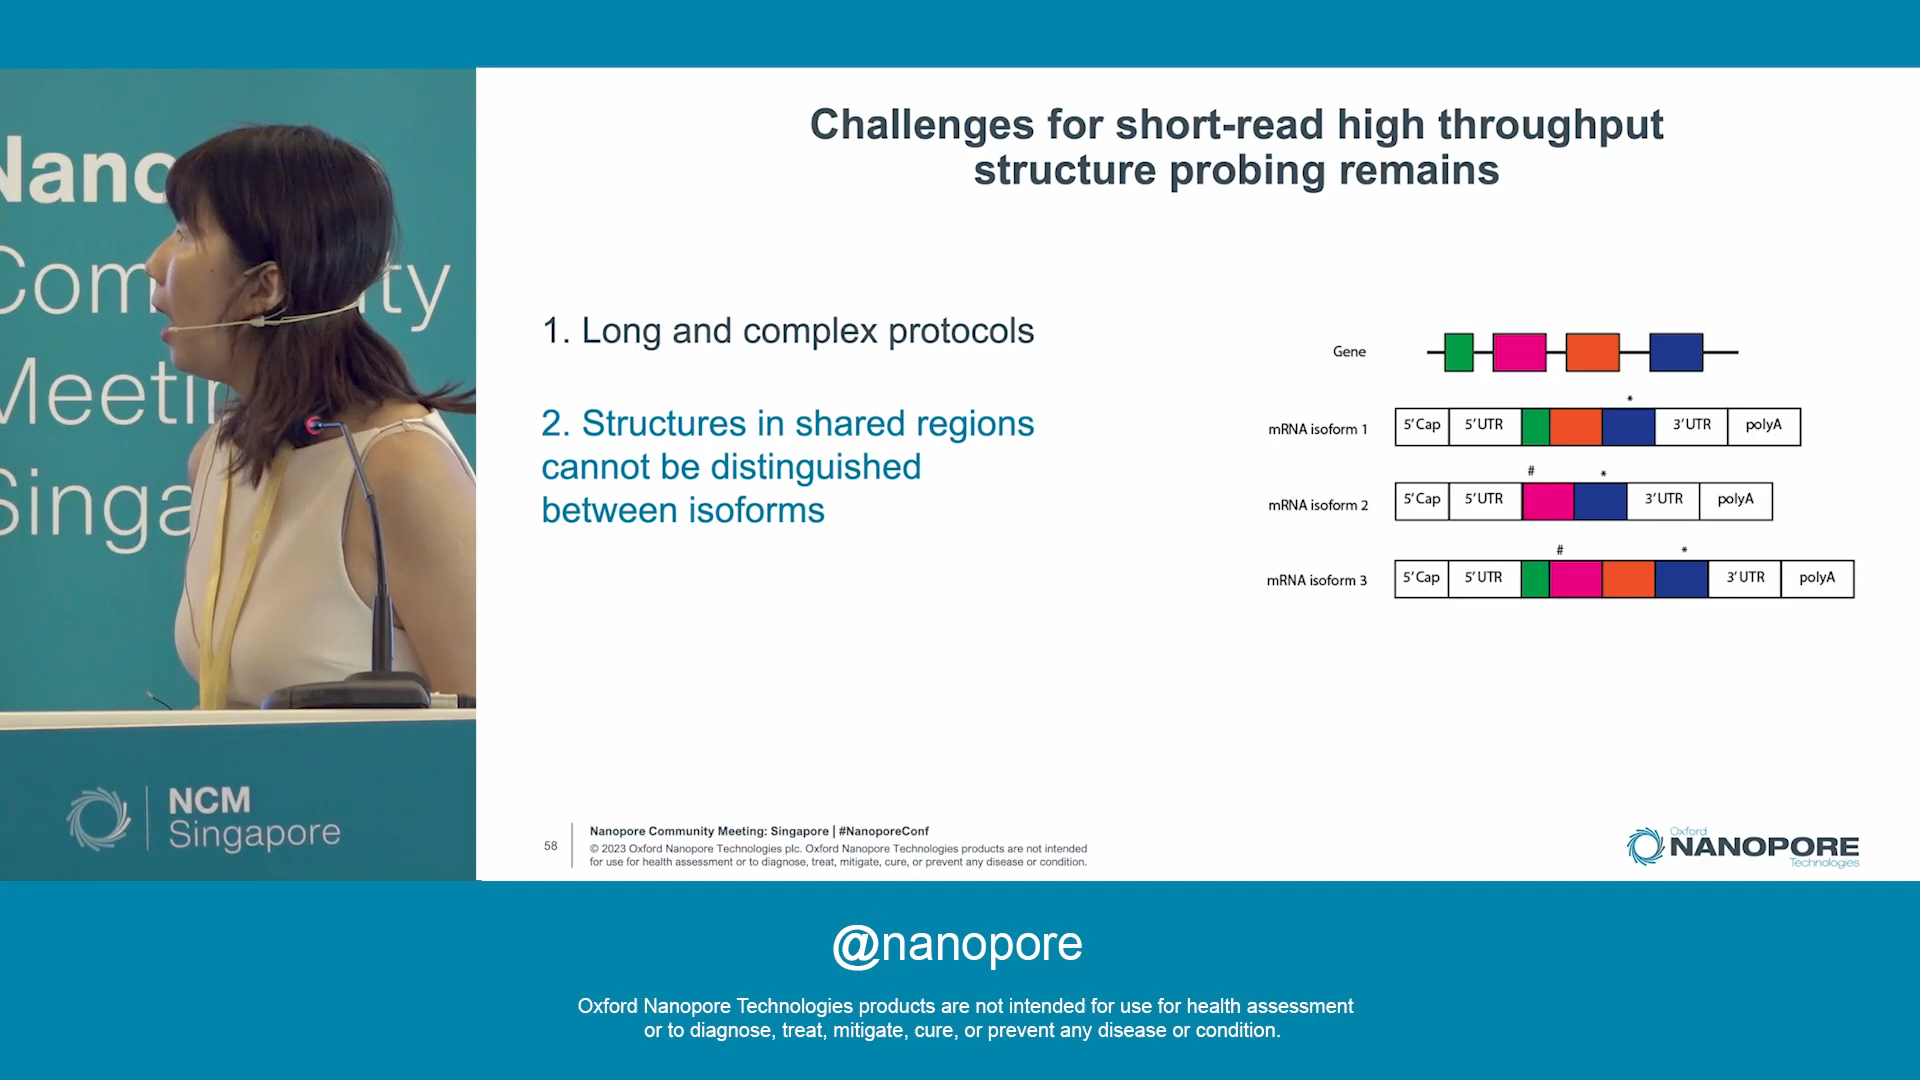 Nano
Community
Meeti
Singa
NCM
Singapore
Challenges for short-read high throughput
structure probing remains
1. Long and complex protocols
2. Structures in shared regions
cannot be distinguished
between isoforms
Gene
*
mRNA isoform 1 5'Cap 5'UTR 3'UTR polyA
# *
mRNA isoform 2 5'Cap 5'UTR 3'UTR polyA
# *
mRNA isoform 3 5'Cap 5'UTR 3'UTR polyA
58
Nanopore Community Meeting: Singapore | #NanoporeConf
© 2023 Oxford Nanopore Technologies plc. Oxford Nanopore Technologies products are not intended
for use for health assessment or to diagnose, treat, mitigate, cure, or prevent any disease or condition.
Oxford
NANOPORE
Technologies
@nanopore
Oxford Nanopore Technologies products are not intended for use for health assessment
or to diagnose, treat, mitigate, cure, or prevent any disease or condition.